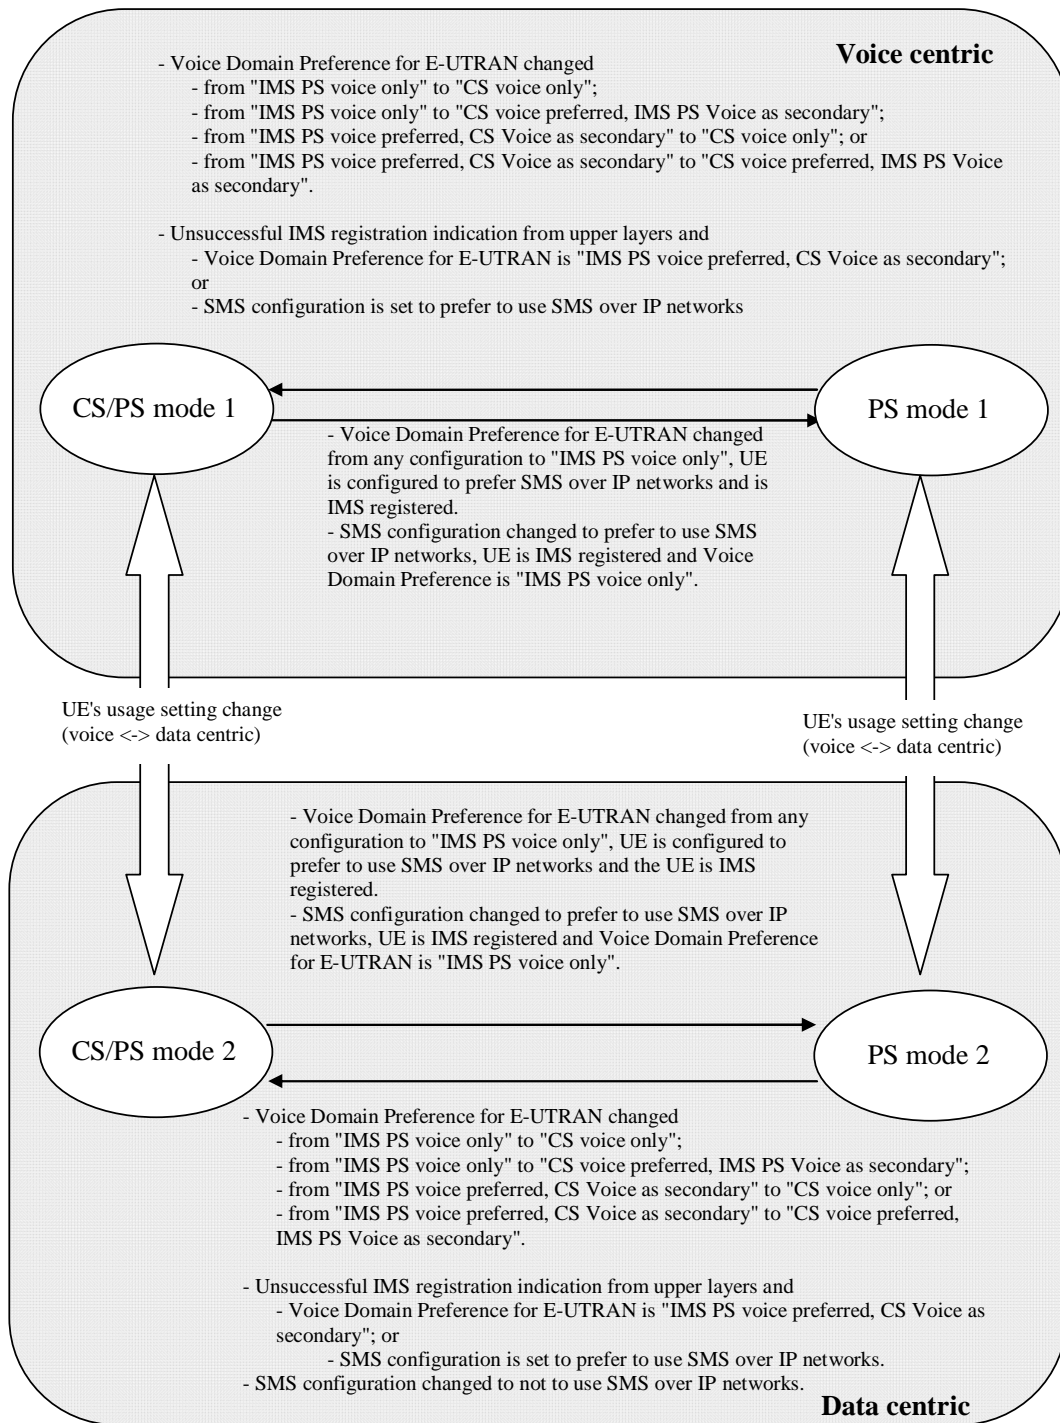 Voice centric
- Voice Domain Preference for E-UTRAN changed
- from "IMS PS voice only" to "CS voice only";
- from "IMS PS voice only" to "CS voice preferred, IMS PS Voice as secondary";
- from "IMS PS voice preferred, CS Voice as secondary" to "CS voice only"; or
- from "IMS PS voice preferred, CS Voice as secondary" to "CS voice preferred, IMS PS Voice
as secondary".
- Unsuccessful IMS registration indication from upper layers and
- Voice Domain Preference for E-UTRAN is "IMS PS voice preferred, CS Voice as secondary";
or
- SMS configuration is set to prefer to use SMS over IP networks
CS/PS mode 1
PS mode 1
- Voice Domain Preference for E-UTRAN changed
from any configuration to "IMS PS voice only", UE
is configured to prefer SMS over IP networks and is
IMS registered.
- SMS configuration changed to prefer to use SMS
over IP networks, UE is IMS registered and Voice
Domain Preference is "IMS PS voice only".
UE's usage setting change
(voice <-> data centric)
UE's usage setting change
(voice <-> data centric)
- Voice Domain Preference for E-UTRAN changed from any
configuration to "IMS PS voice only", UE is configured to
prefer to use SMS over IP networks and the UE is IMS
registered.
- SMS configuration changed to prefer to use SMS over IP
networks, UE is IMS registered and Voice Domain Preference
for E-UTRAN is "IMS PS voice only".
CS/PS mode 2
PS mode 2
- Voice Domain Preference for E-UTRAN changed
- from "IMS PS voice only" to "CS voice only";
- from "IMS PS voice only" to "CS voice preferred, IMS PS Voice as secondary";
- from "IMS PS voice preferred, CS Voice as secondary" to "CS voice only"; or
- from "IMS PS voice preferred, CS Voice as secondary" to "CS voice preferred,
IMS PS Voice as secondary".
- Unsuccessful IMS registration indication from upper layers and
- Voice Domain Preference for E-UTRAN is "IMS PS voice preferred, CS Voice as
secondary"; or
- SMS configuration is set to prefer to use SMS over IP networks.
- SMS configuration changed to not to use SMS over IP networks.
Data centric